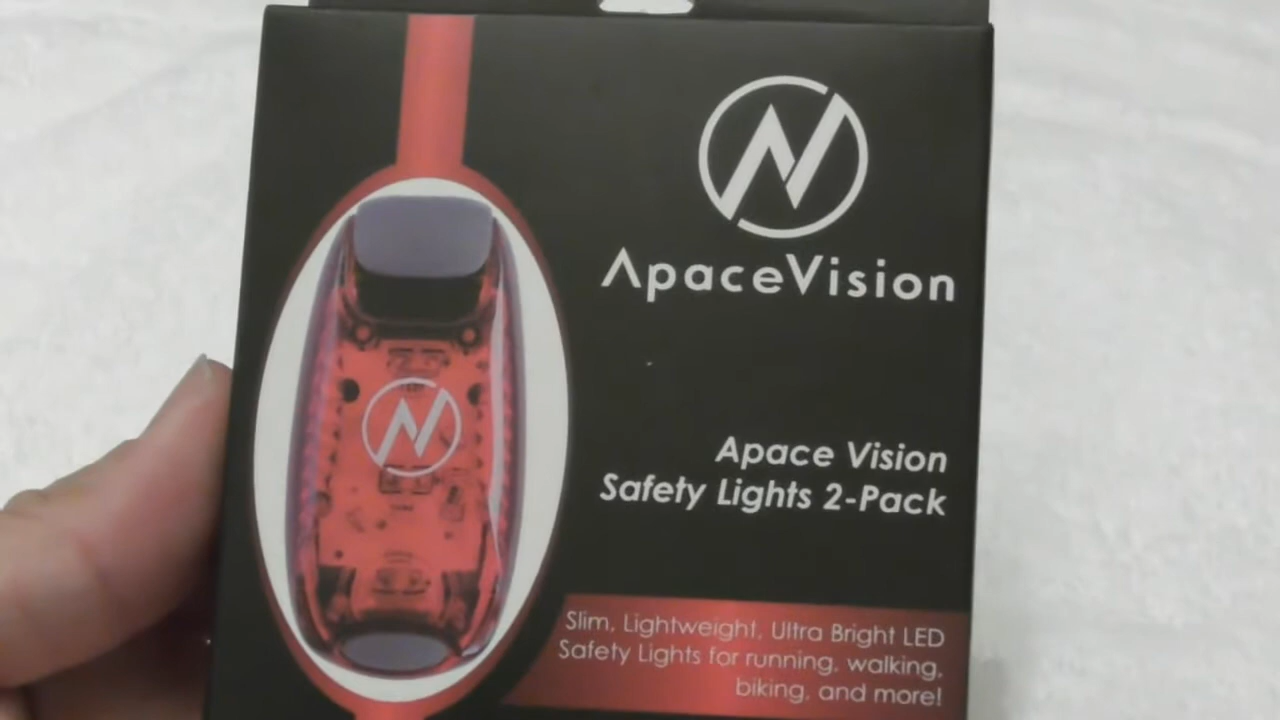 ApaceVision
Apace Vision
Safety Lights 2-Pack
Slim, Lightweight, Ultra Bright LED
Safety Lights for running, walking,
biking, and more!